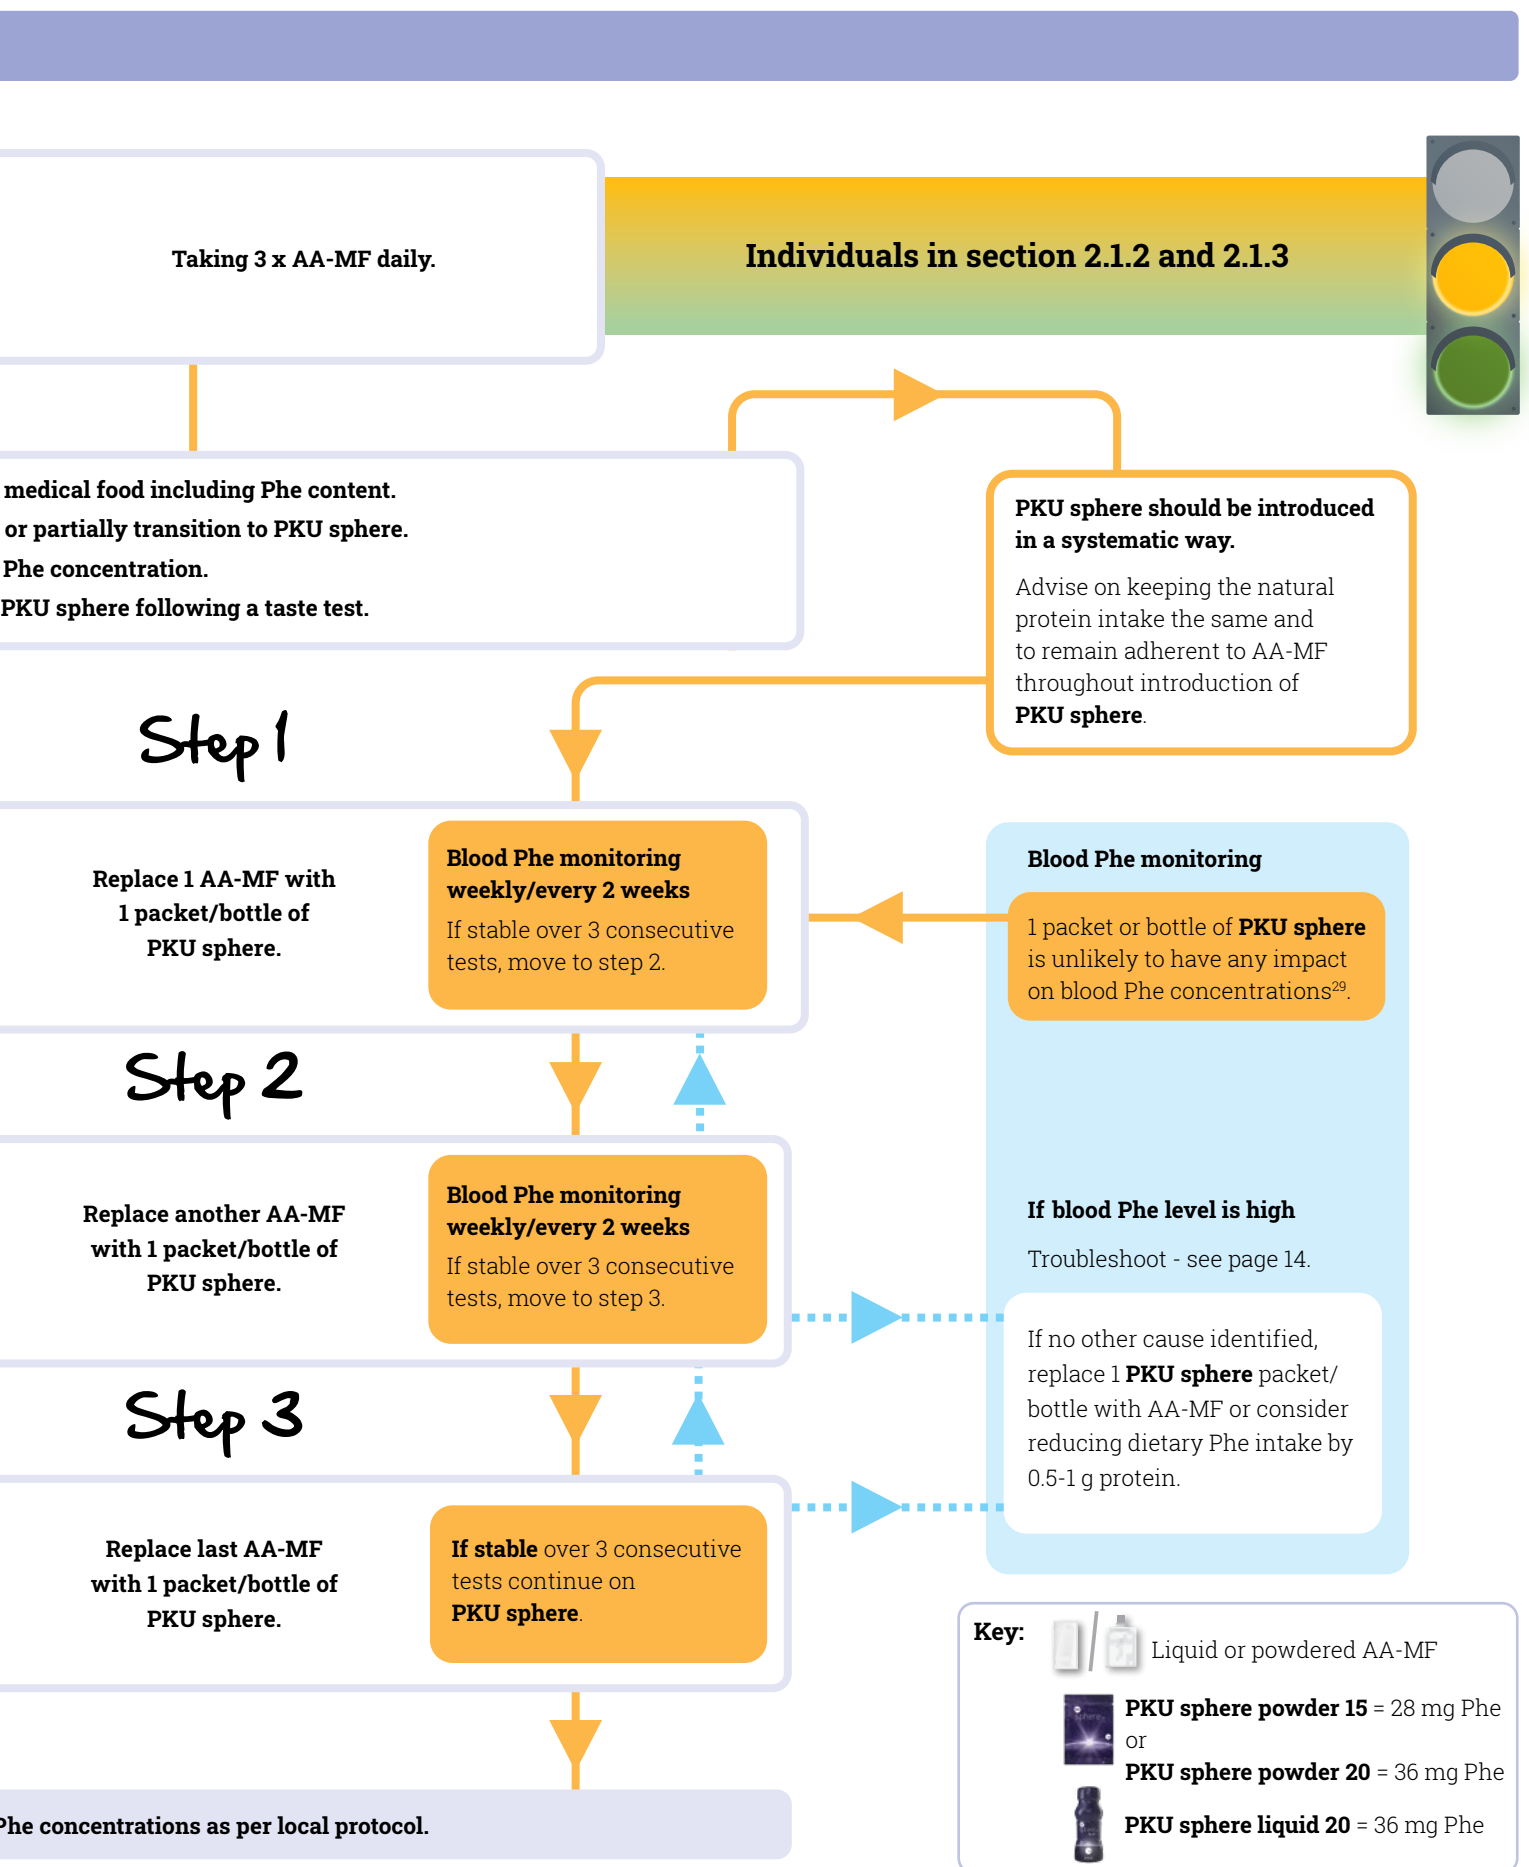 Taking 3 x AA-MF daily.
Individuals in section 2.1.2 and 2.1.3
medical food including Phe content.
or partially transition to PKU sphere.
Phe concentration.
PKU sphere following a taste test.
PKU sphere should be introduced
in a systematic way.
Advise on keeping the natural
protein intake the same and
to remain adherent to AA-MF
throughout introduction of
PKU sphere.
Step 1
Replace 1 AA-MF with
1 packet/bottle of
PKU sphere.
Blood Phe monitoring
weekly/every 2 weeks
If stable over 3 consecutive
tests, move to step 2.
Blood Phe monitoring
1 packet or bottle of PKU sphere
is unlikely to have any impact
on blood Phe concentrations²⁹.
Step 2
Replace another AA-MF
with 1 packet/bottle of
PKU sphere.
Blood Phe monitoring
weekly/every 2 weeks
If stable over 3 consecutive
tests, move to step 3.
If blood Phe level is high
Troubleshoot - see page 14.
If no other cause identified,
replace 1 PKU sphere packet/
bottle with AA-MF or consider
reducing dietary Phe intake by
0.5-1 g protein.
Step 3
Replace last AA-MF
with 1 packet/bottle of
PKU sphere.
If stable over 3 consecutive
tests continue on
PKU sphere.
Key:
Liquid or powdered AA-MF
sphere
PKU sphere powder 15 = 28 mg Phe
or
PKU sphere powder 20 = 36 mg Phe
PKU sphere liquid 20 = 36 mg Phe
Phe concentrations as per local protocol.